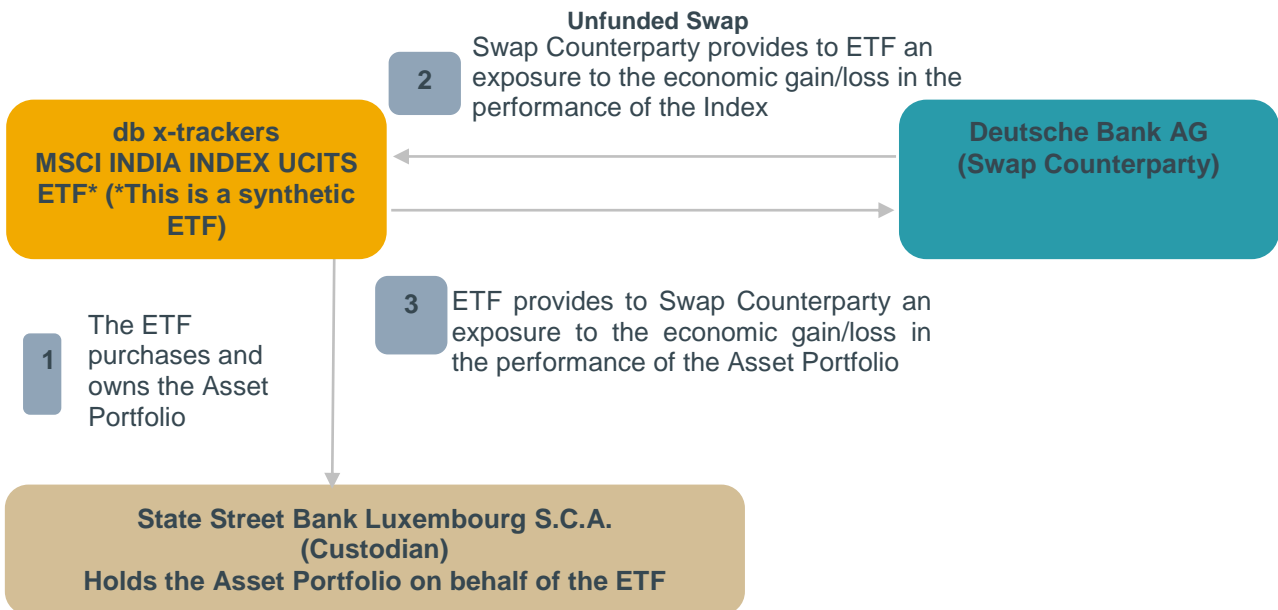 Unfunded Swap
2
Swap Counterparty provides to ETF an
exposure to the economic gain/loss in the
performance of the Index
db x-trackers
MSCI INDIA INDEX UCITS
ETF* (*This is a synthetic
ETF)
Deutsche Bank AG
(Swap Counterparty)
3
ETF provides to Swap Counterparty an
exposure to the economic gain/loss in
the performance of the Asset Portfolio
1
The ETF
purchases and
owns the Asset
Portfolio
State Street Bank Luxembourg S.C.A.
(Custodian)
Holds the Asset Portfolio on behalf of the ETF